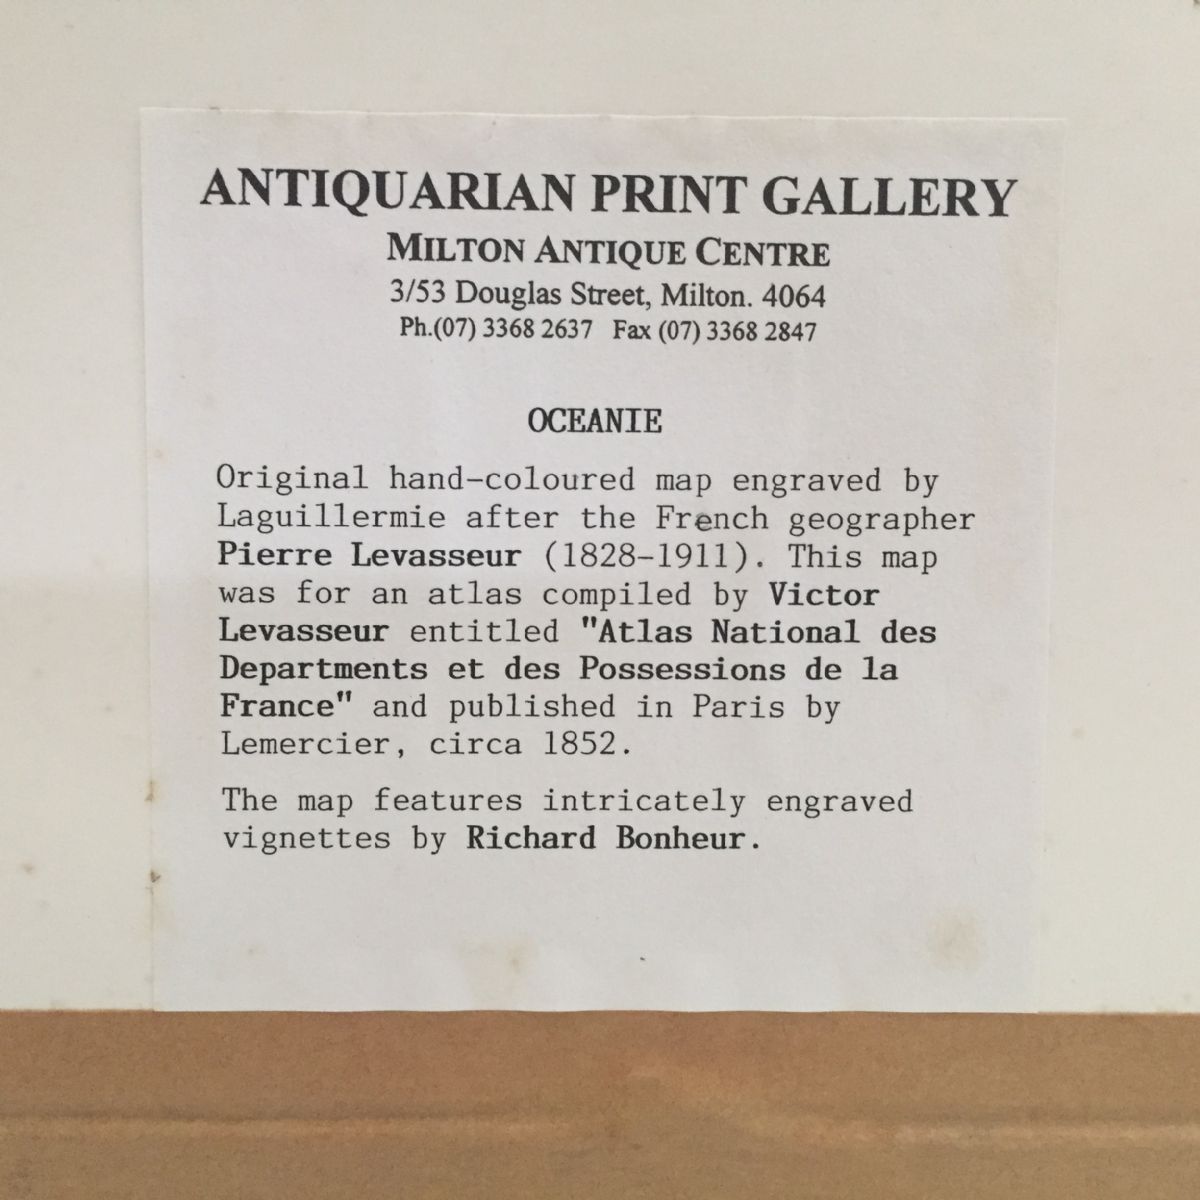 ANTIQUARIAN PRINT GALLERY
MILTON ANTIQUE CENTRE
3/53 Douglas Street, Milton. 4064
Ph.(07) 3368 2637 Fax (07) 3368 2847
OCEANIE
Original hand-coloured map engraved by
Laguillermie after the French geographer
Pierre Levasseur (1828-1911). This map
was for an atlas compiled by Victor
Levasseur entitled "Atlas National des
Departments et des Possessions de la
France" and published in Paris by
Lemercier, circa 1852.
The map features intricately engraved
vignettes by Richard Bonheur.